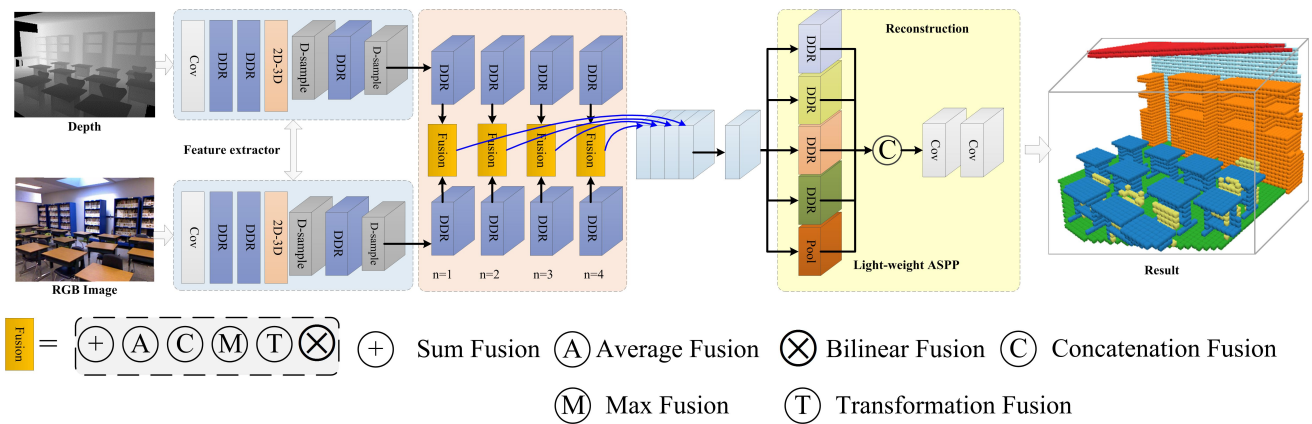 Depth
Cov
DDR
DDR
2D-3D
D-sample
DDR
D-sample
Feature extractor
RGB Image
Cov
DDR
DDR
2D-3D
D-sample
DDR
D-sample
DDR
DDR
DDR
DDR
Fusion
Fusion
Fusion
Fusion
DDR
DDR
DDR
DDR
n=1
n=2
n=3
n=4
Reconstruction
DDR
DDR
DDR
DDR
Pool
Light-weight ASPP
C
Cov
Cov
Result
Fusion = + A C M T
+ Sum Fusion A Average Fusion Bilinear Fusion C Concatenation Fusion
M Max Fusion T Transformation Fusion